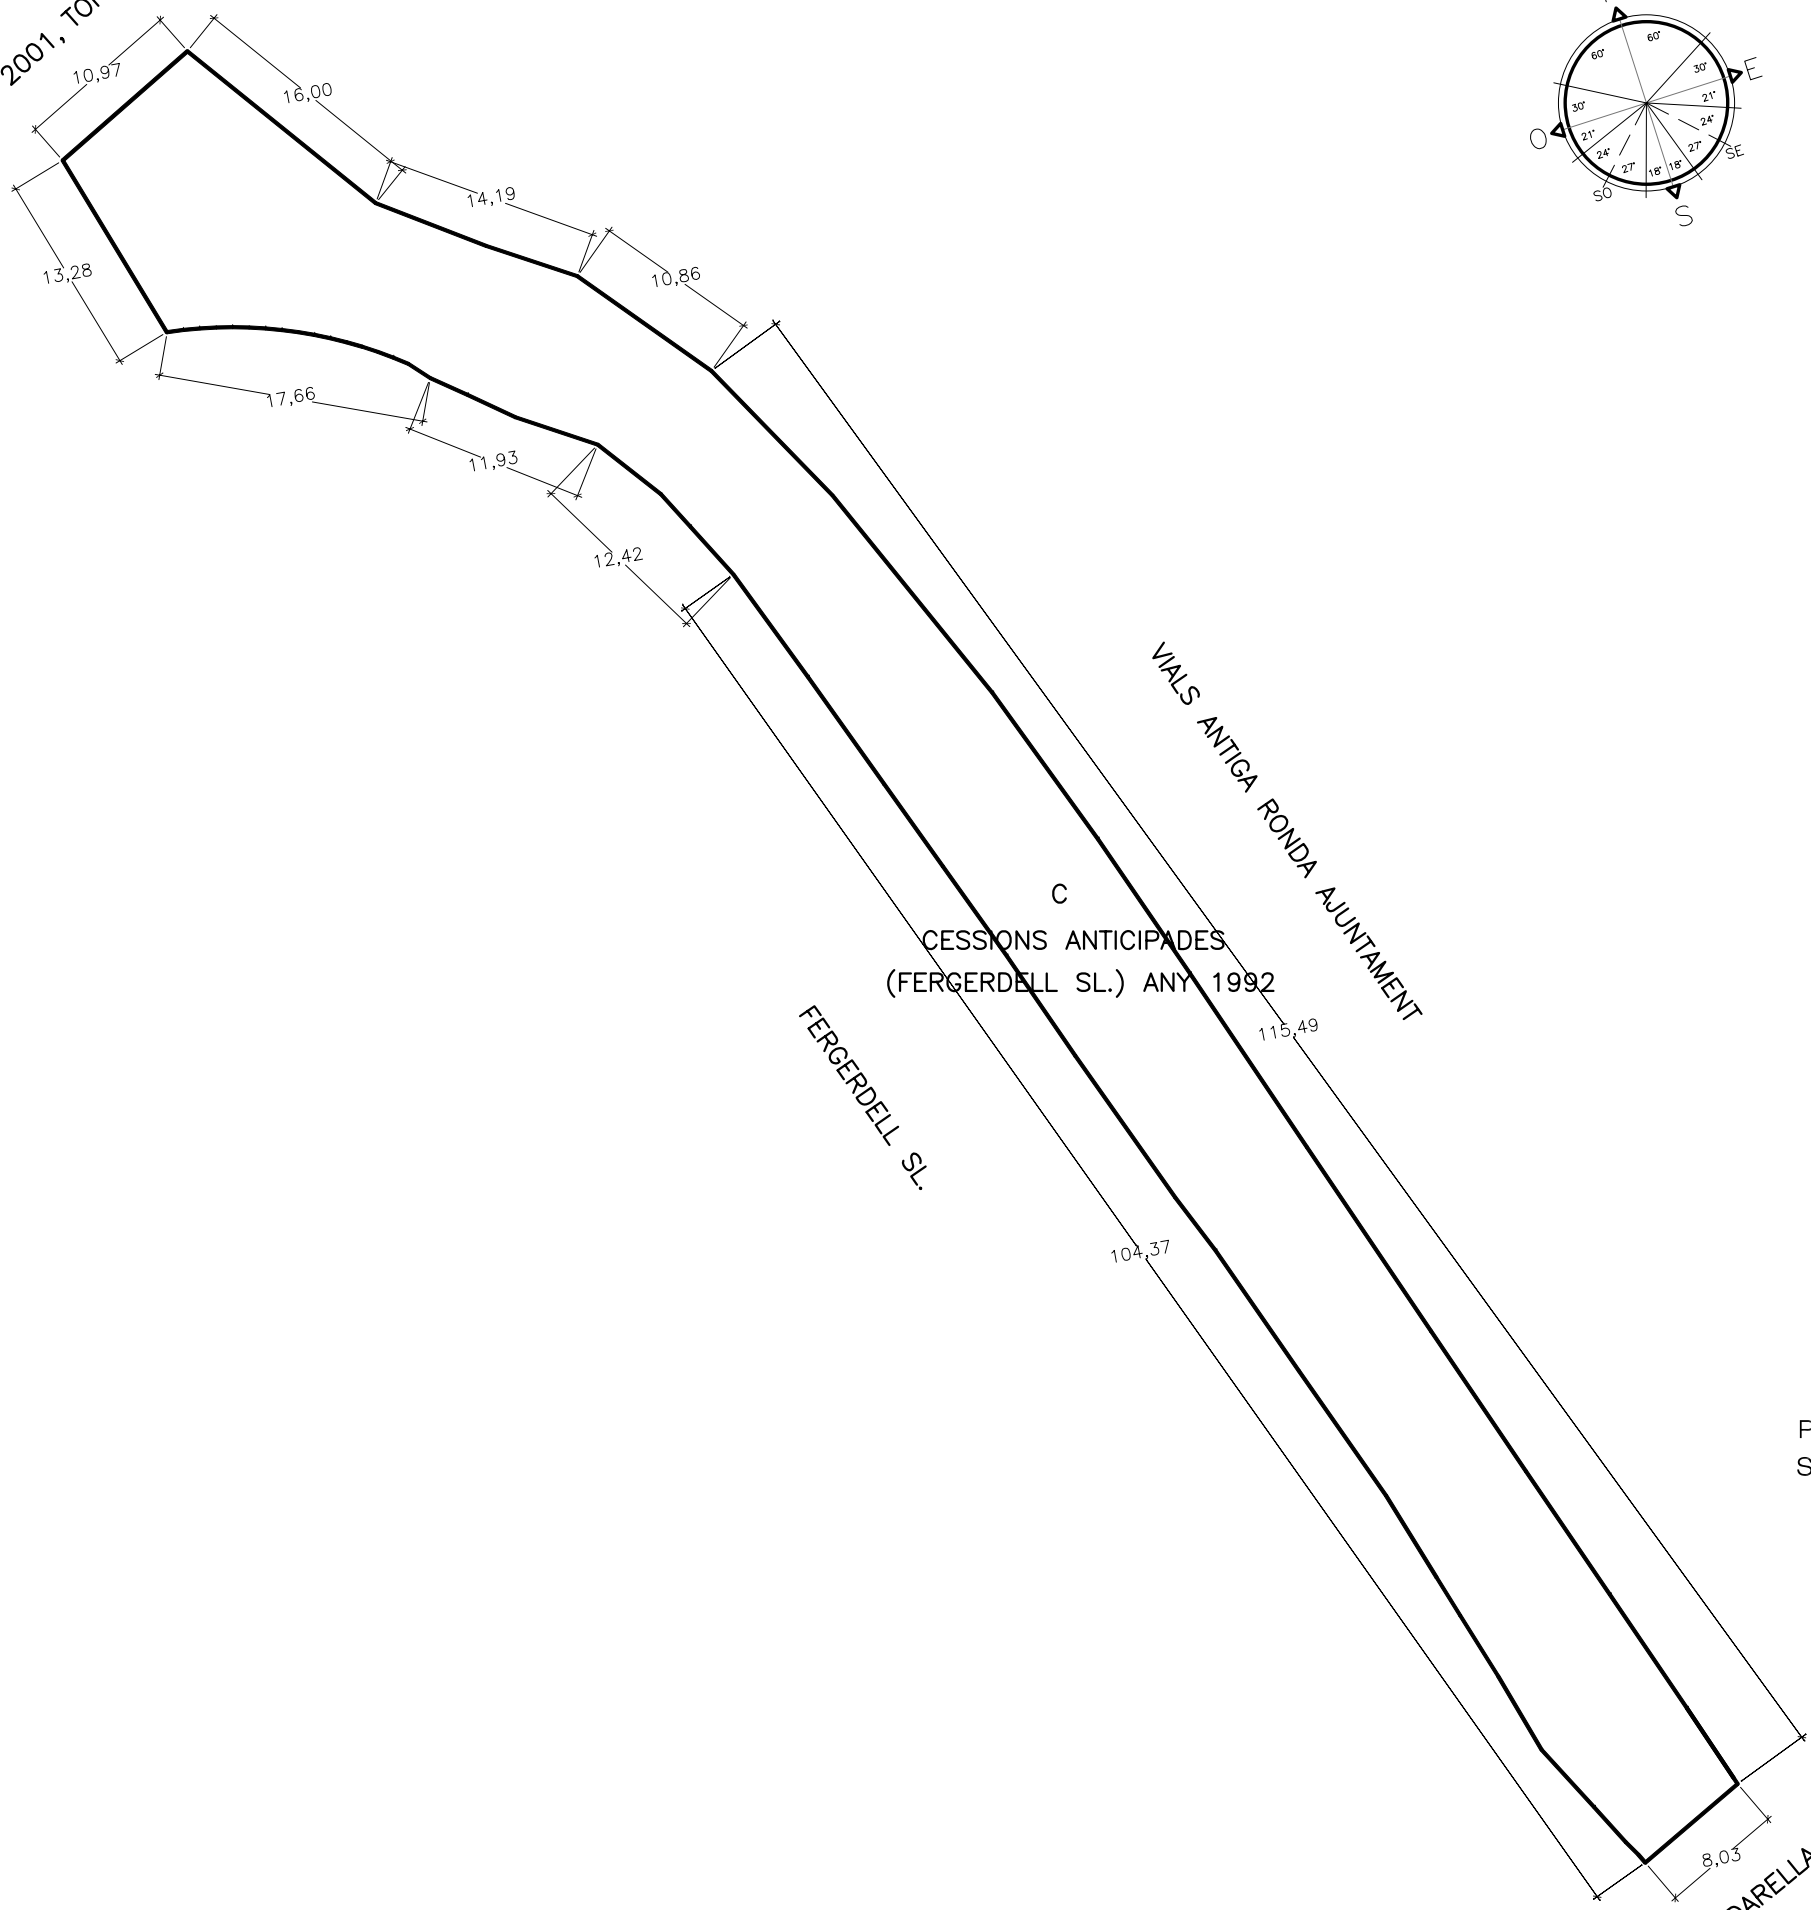 2001,
10,97
16,00
14,19
10,86
13,28
17,66
11,93
12,42
60°
60°
30°
E
21°
24°
SE
27°
18°
18°
S
27°
SO
24°
21°
O
30°
VIALS ANTIGA RONDA AJUNTAMENT
C
CESSIONS ANTICIPADES
(FERGERDELL SL.) ANY 1992
115,49
FERGERDELL SL.
104,37
P
S
8,03